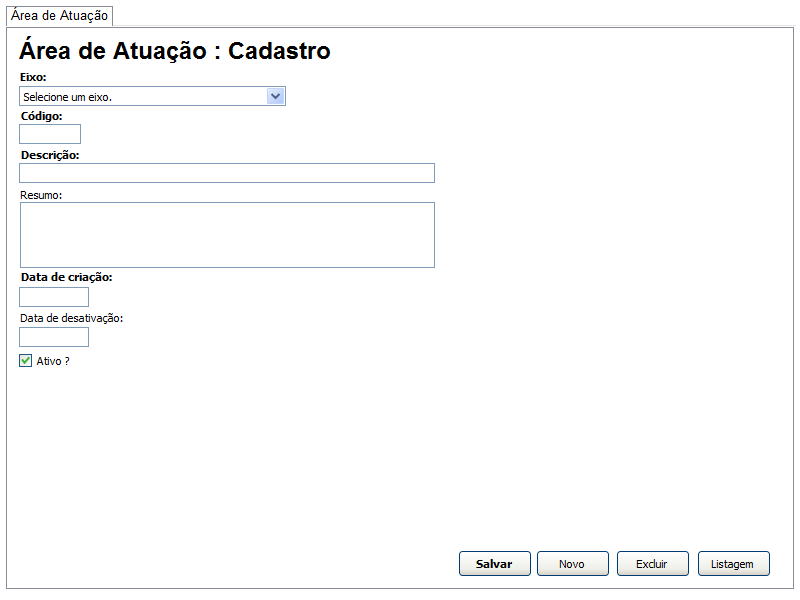 Área de Atuação
Área de Atuação : Cadastro
Eixo:
Selecione um eixo.
Código:
Descrição:
Resumo:
Data de criação:
Data de desativação:
Ativo ?
Salvar Novo Excluir Listagem